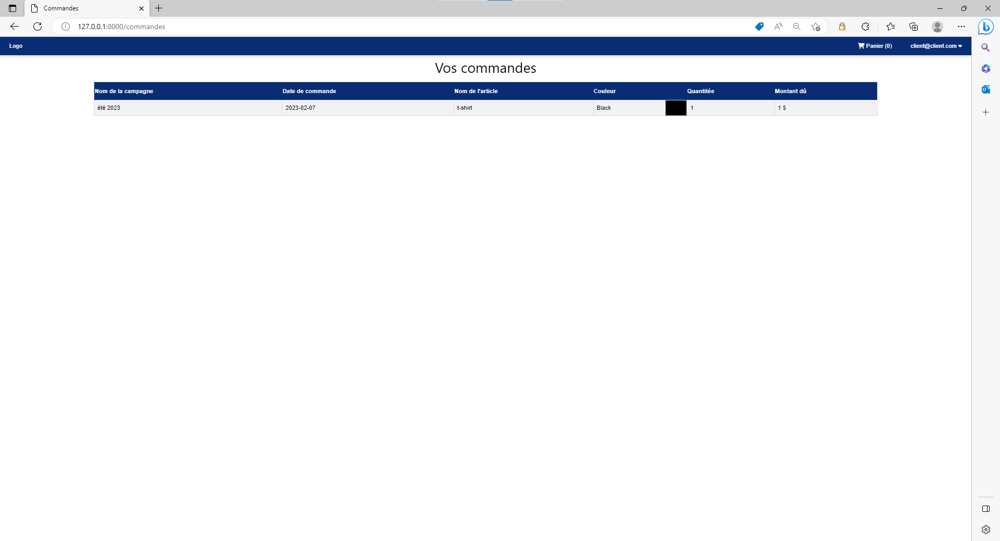 Commandes
127.0.0.1:8000/commandes
Logo
Panier (0)
client@client.com
Vos commandes
Nom de la campagne Date de commande Nom de l'article Couleur Quantitée Montant dû
été 2023 2023-02-07 t-shirt Black 1 1 $